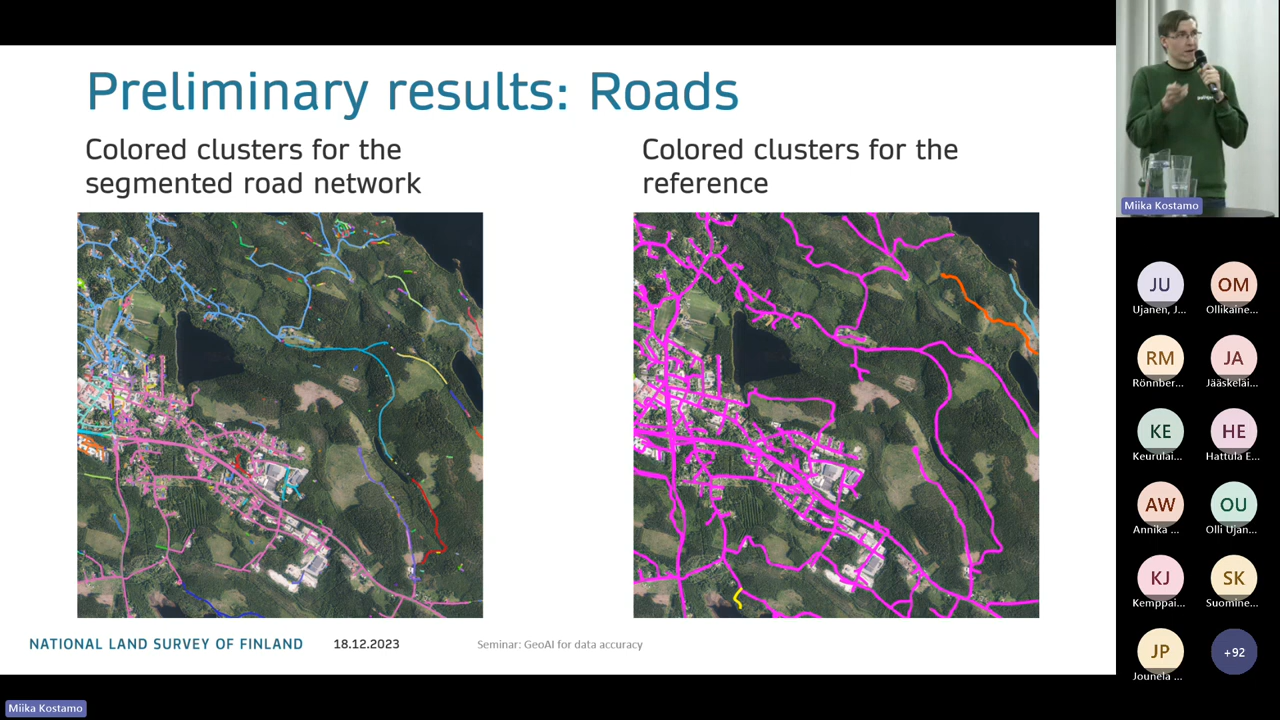 Preliminary results: Roads
Colored clusters for the
segmented road network
Colored clusters for the
reference
NATIONAL LAND SURVEY OF FINLAND
18.12.2023
Seminar: GeoAI for data accuracy
Miika Kostamo
Miika Kostamo
JU
Ujanen, J...
OM
Ollikaine...
RM
Rönnber...
JA
Jääskeläi...
KE
Keurulai...
HE
Hattula E...
AW
Annika ...
OU
Olli Ujan...
KJ
Kemppai...
SK
Suomine...
JP
Jounela ...
+92